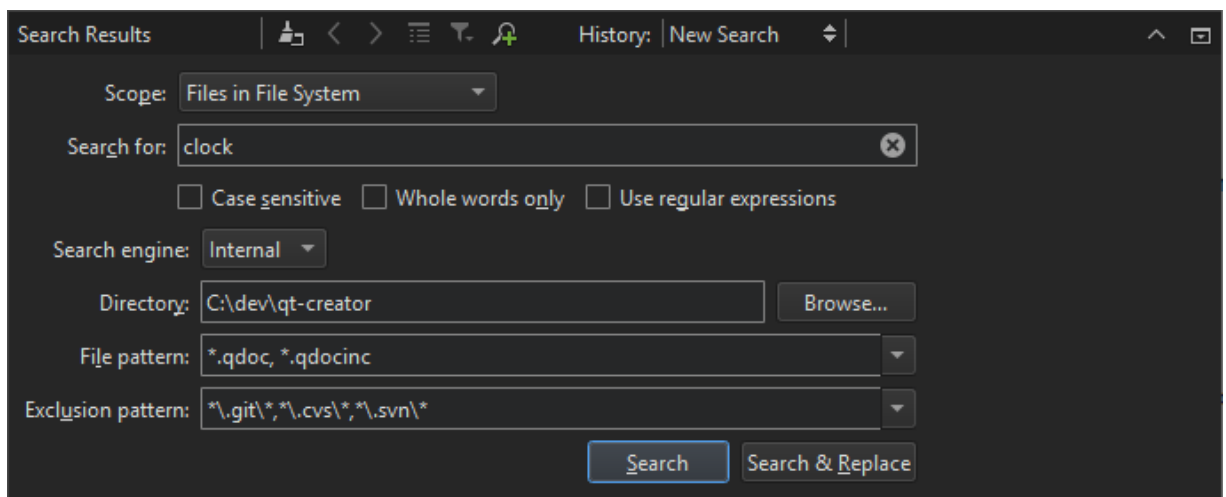 Search Results History: New Search
Scope: Files in File System
Search for: clock
Case sensitive Whole words only Use regular expressions
Search engine: Internal
Directory: C:\dev\qt-creator Browse...
File pattern: *.qdoc, *.qdocinc
Exclusion pattern: *\.git\*,*\.cvs\*,*\.svn\*
Search Search & Replace